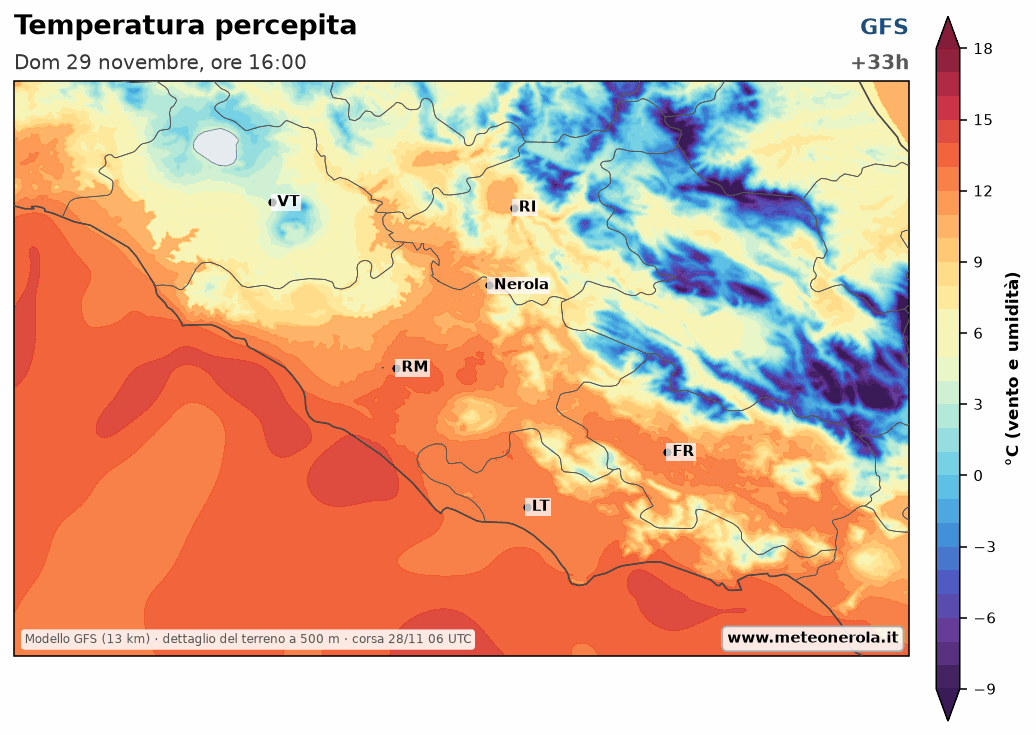 Temperatura percepita
GFS
Dom 29 novembre, ore 16:00
+33h
VT
RI
Nerola
RM
FR
LT
Modello GFS (13 km) · dettaglio del terreno a 500 m · corsa 28/11 06 UTC
www.meteonerola.it
18
15
12
9
6
3
0
−3
−6
−9
°C (vento e umidità)